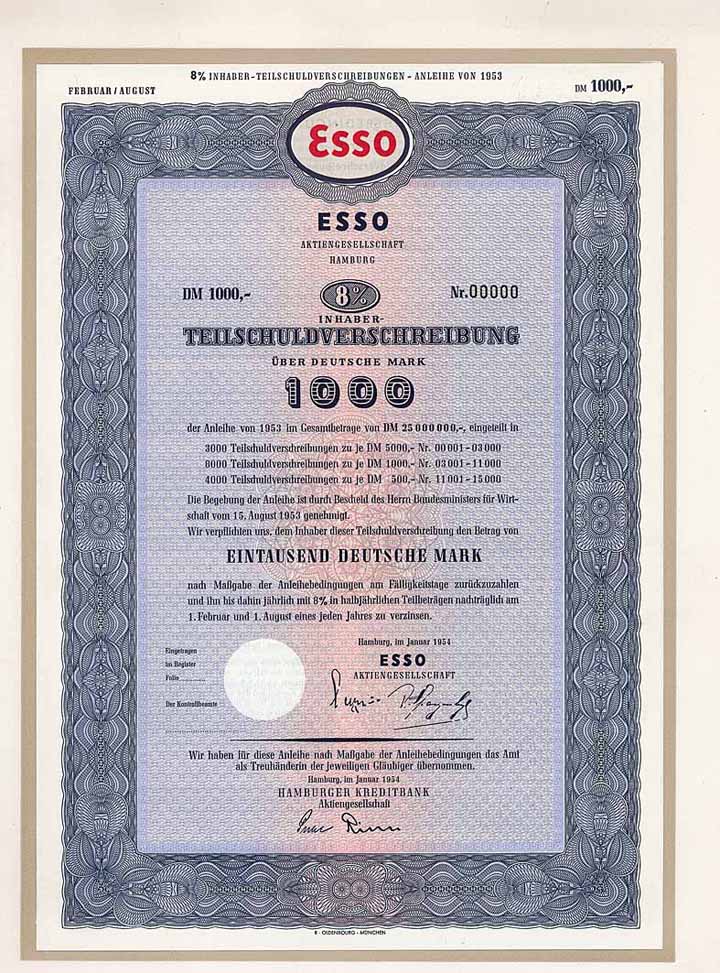 8% INHABER-TEILSCHULDVERSCHREIBUNGEN - ANLEIHE VON 1953
FEBRUAR / AUGUST
DM 1000,-
Esso
ESSO
AKTIENGESELLSCHAFT
HAMBURG
DM 1000,- 8% Nr. 00000
INHABER-
TEILSCHULDVERSCHREIBUNG
ÜBER DEUTSCHE MARK
1000
der Anleihe von 1953 im Gesamtbetrage von DM 25 000 000,-, eingeteilt in
3000 Teilschuldverschreibungen zu je DM 5000,- Nr. 00 001 - 03 000
8000 Teilschuldverschreibungen zu je DM 1000,- Nr. 03 001 - 11 000
4000 Teilschuldverschreibungen zu je DM 500,- Nr. 11 001 - 15 000
Die Begebung der Anleihe ist durch Bescheid des Herrn Bundesministers für Wirt-
schaft vom 15. August 1953 genehmigt.
Wir verpflichten uns, dem Inhaber dieser Teilschuldverschreibung den Betrag von
EINTAUSEND DEUTSCHE MARK
nach Maßgabe der Anleihebedingungen am Fälligkeitstage zurückzuzahlen
und ihn bis dahin jährlich mit 8% in halbjährlichen Teilbeträgen nachträglich am
1. Februar und 1. August eines jeden Jahres zu verzinsen.
Hamburg, im Januar 1954
ESSO
AKTIENGESELLSCHAFT
Eingetragen
im Register
Folio
Der Kontrollbeamte
Wir haben für diese Anleihe nach Maßgabe der Anleihebedingungen das Amt
als Treuhänderin der jeweiligen Gläubiger übernommen.
Hamburg, im Januar 1954
HAMBURGER KREDITBANK
Aktiengesellschaft
R · OLDENBOURG · MÜNCHEN